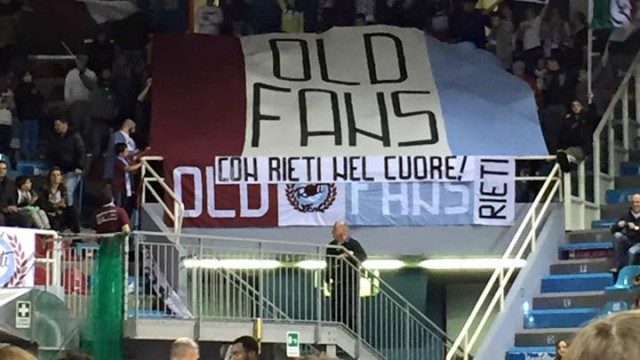 OLD
FANS
CON RIETI NEL CUORE!
OLD FANS
RIETI